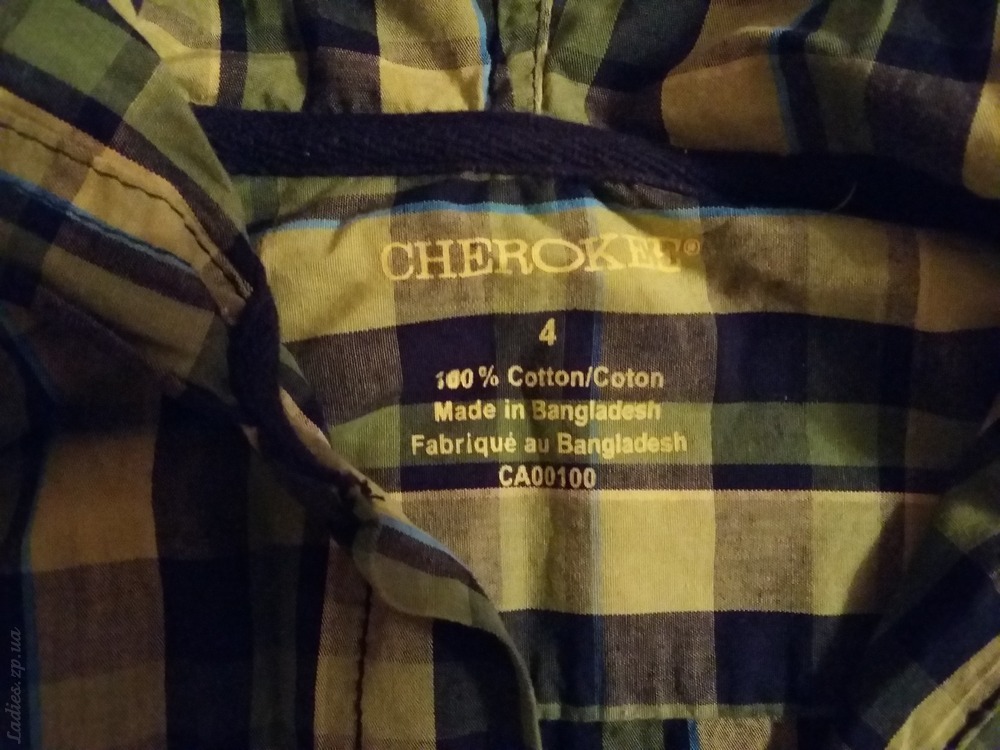 CHEROKEE®
4
100% Cotton/Coton
Made in Bangladesh
Fabriqué au Bangladesh
CA00100
Ladies.zp.ua